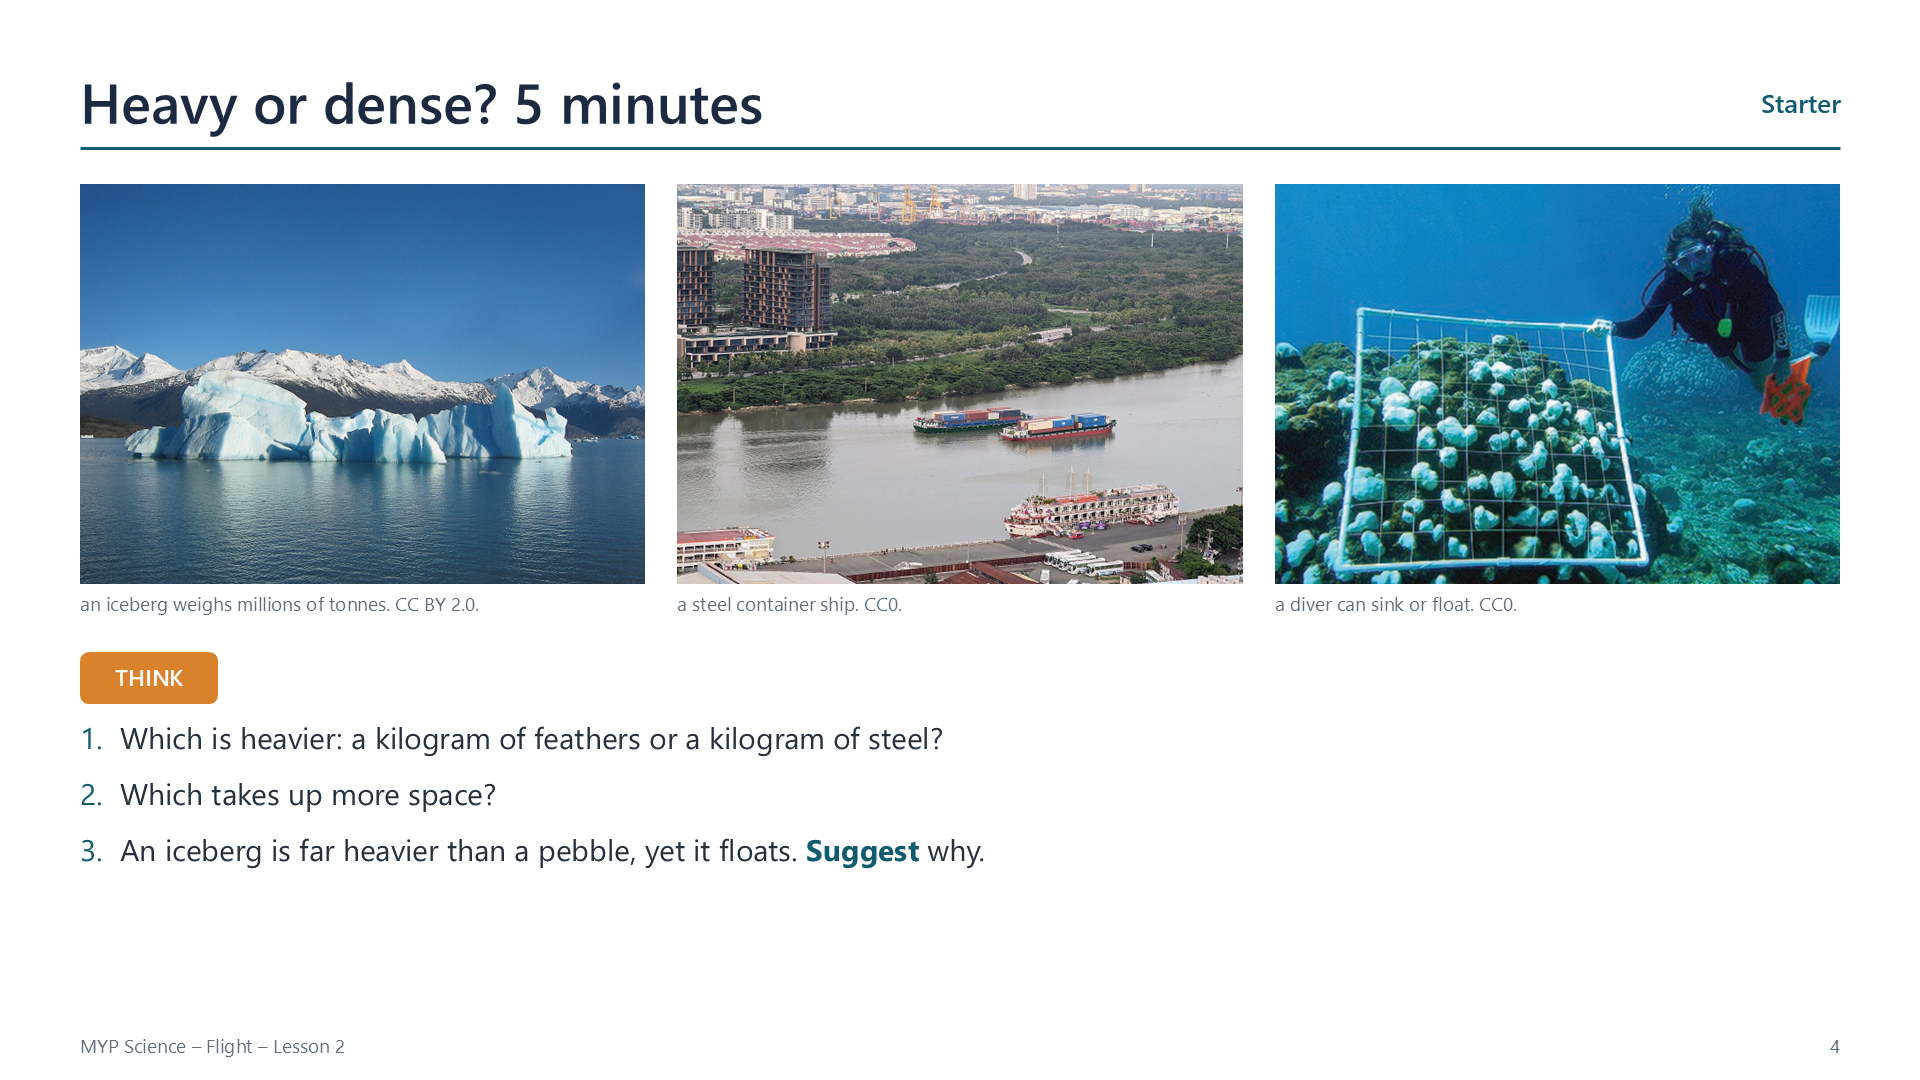 Heavy or dense? 5 minutes
Starter
an iceberg weighs millions of tonnes. CC BY 2.0.
a steel container ship. CC0.
a diver can sink or float. CC0.
THINK
1. Which is heavier: a kilogram of feathers or a kilogram of steel?
2. Which takes up more space?
3. An iceberg is far heavier than a pebble, yet it floats. Suggest why.
MYP Science – Flight – Lesson 2
4